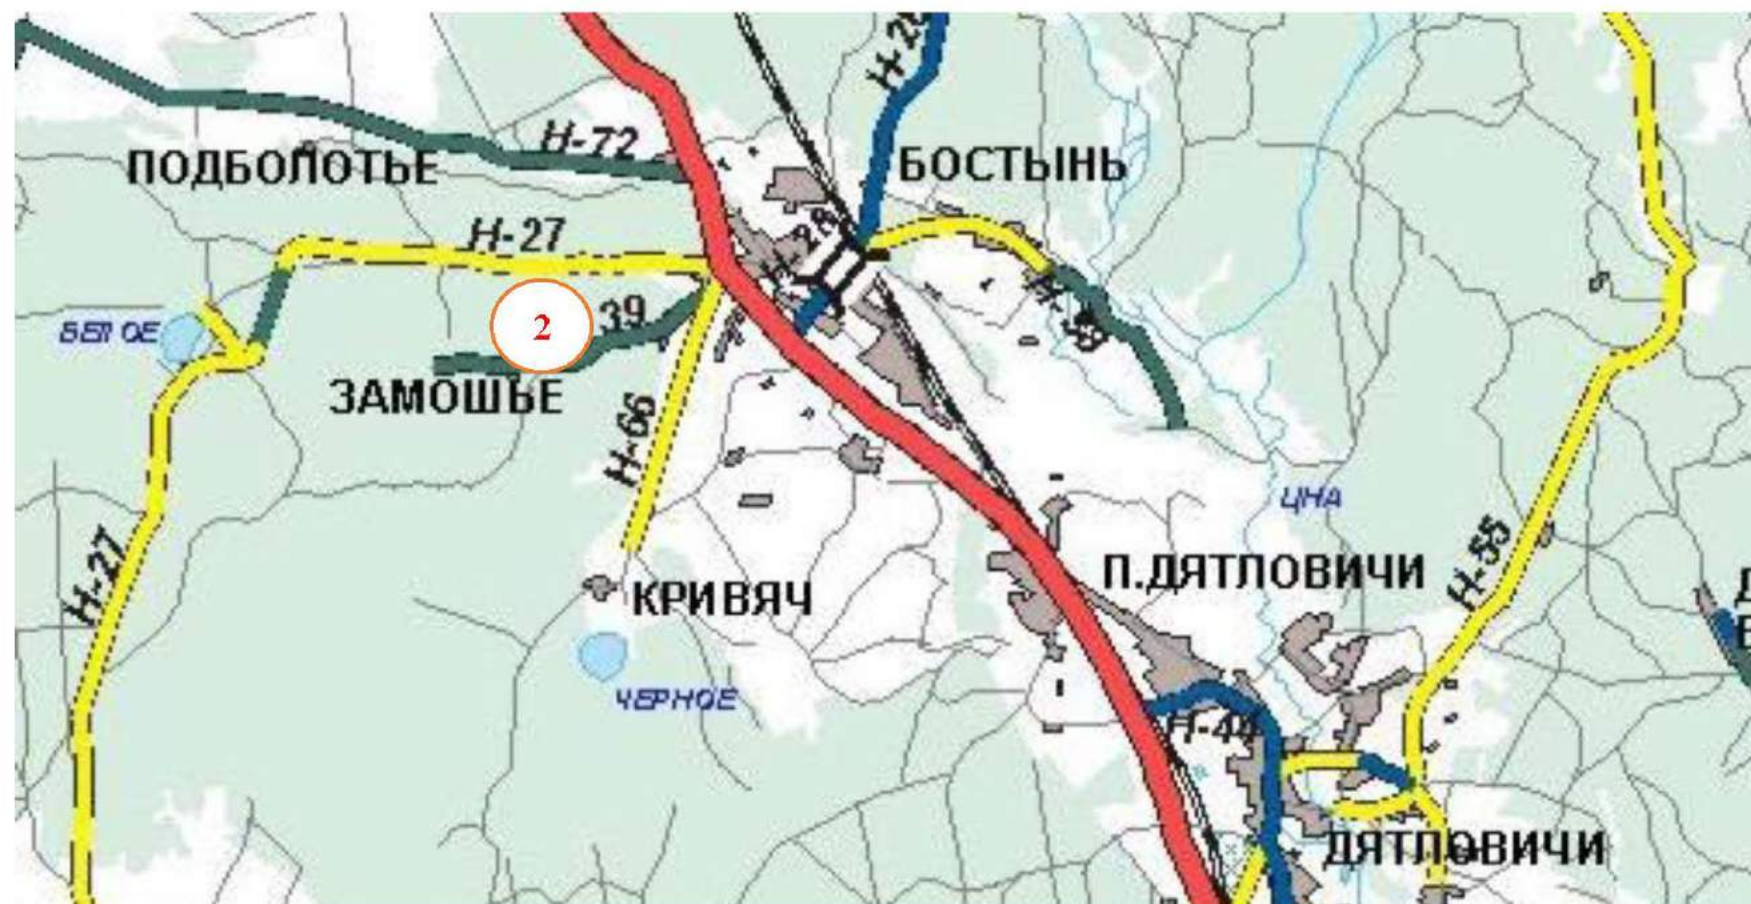 Н-72
ПОДБОЛОТЬЕ
БОСТЫНЬ
Н-27
БЕЛОЕ
2
39
ЗАМОШЬЕ
Н-66
ЦНА
Н-27
Н-55
П.ДЯТЛОВИЧИ
КРИВЯЧ
ЧЕРНОЕ
Н-44
ДЯТЛОВИЧИ